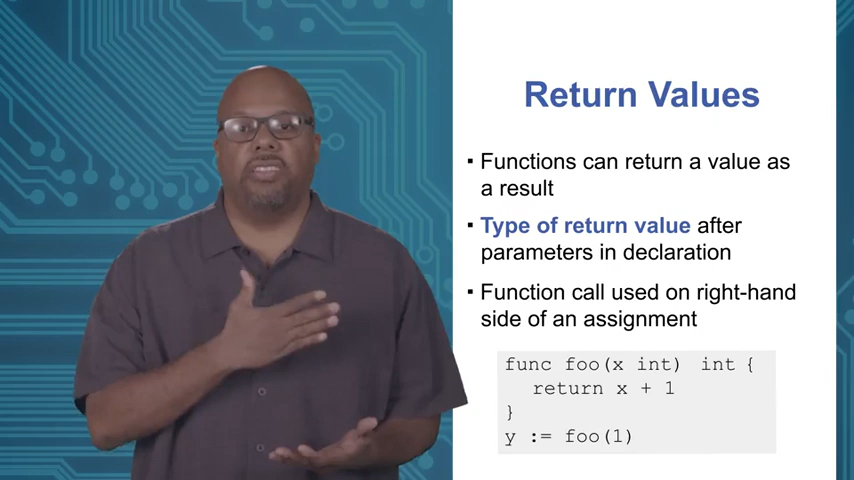 Return Values
▪ Functions can return a value as
a result
▪ Type of return value after
parameters in declaration
▪ Function call used on right-hand
side of an assignment
func foo(x int) int {
return x + 1
}
y := foo(1)